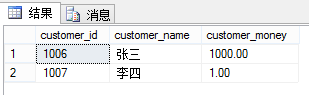 结果 消息
customer_id customer_name customer_money
1 1006 张三 1000.00
2 1007 李四 1.00